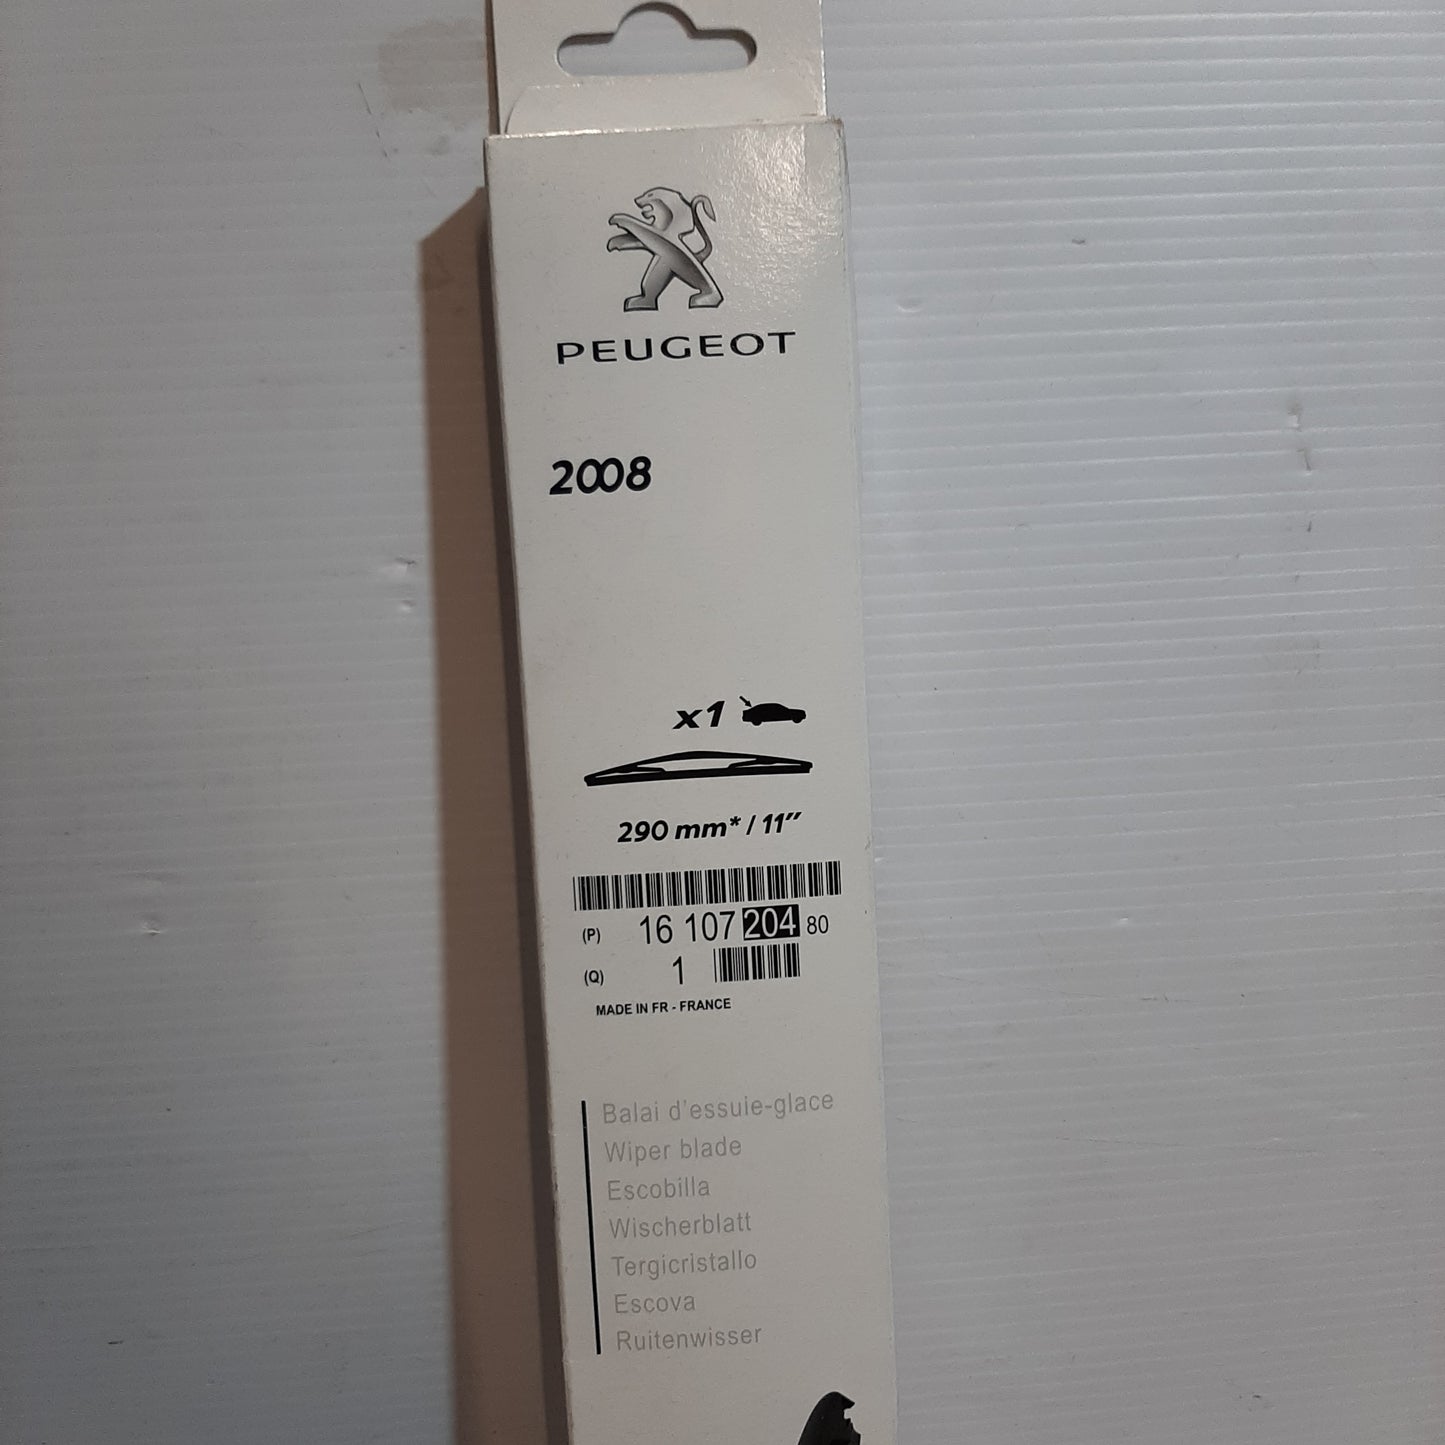 PEUGEOT
2008
x1
290 mm* / 11”
(P) 16 107 204 80
(Q) 1
MADE IN FR - FRANCE
Balai d'essuie-glace
Wiper blade
Escobilla
Wischerblatt
Tergicristallo
Escova
Ruitenwisser